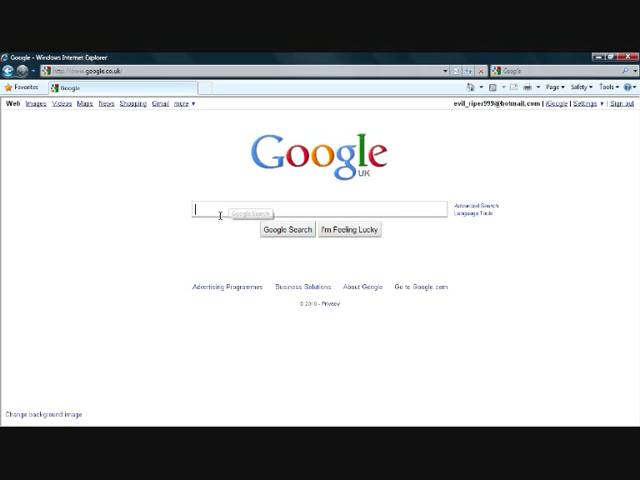 Google - Windows Internet Explorer
http://www.google.co.uk/
Google
Favorites
Google
Page
Safety
Tools
Web Images Videos Maps News Shopping Gmail more
evil_riper999@hotmail.com | iGoogle | Settings | Sign out
Google
UK
Google Search
Advanced Search
Language Tools
Google Search
I'm Feeling Lucky
Advertising Programmes Business Solutions About Google Go to Google.com
© 2010 - Privacy
Change background image